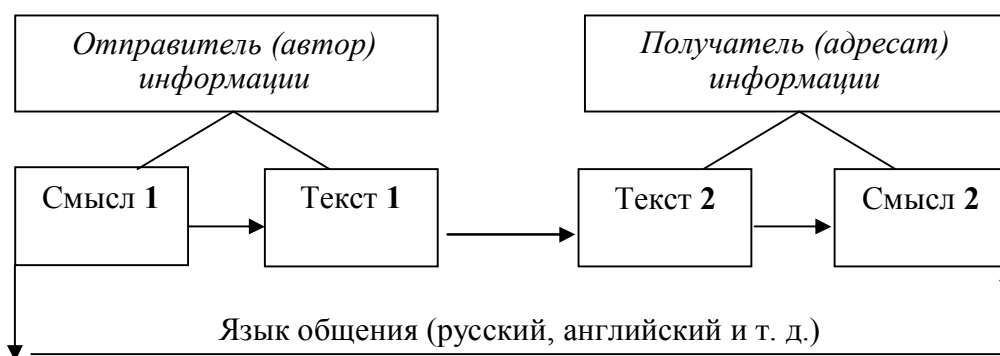 Отправитель (автор)
информации
Получатель (адресат)
информации
Смысл 1
Текст 1
Текст 2
Смысл 2
Язык общения (русский, английский и т. д.)